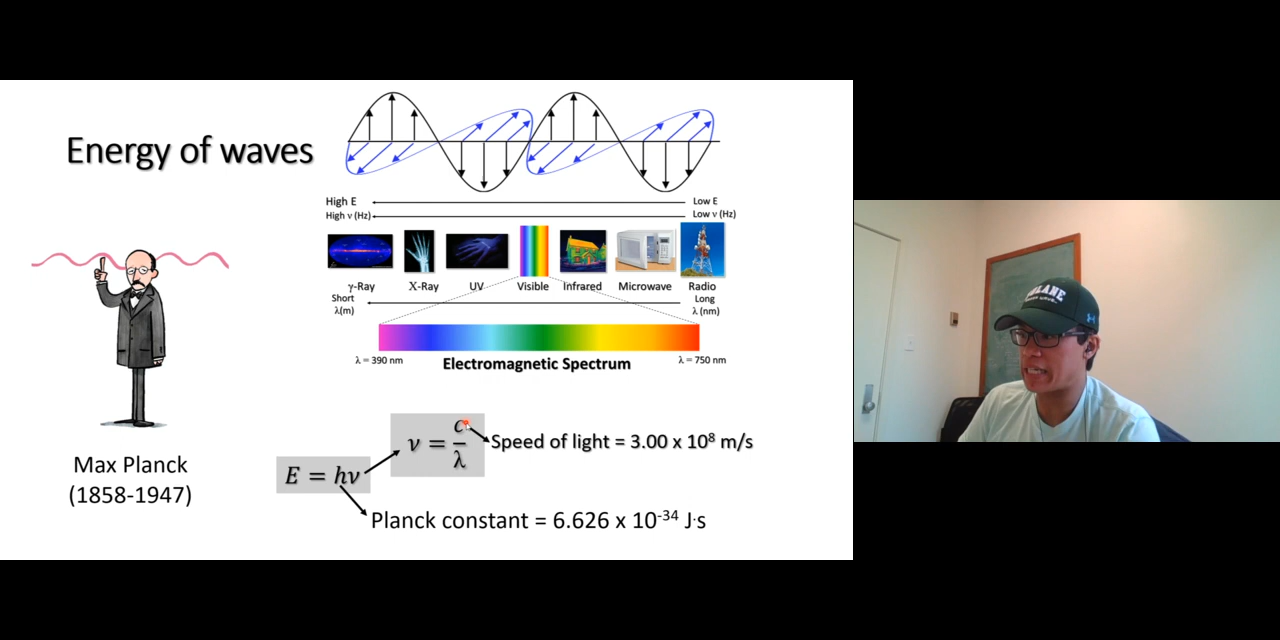 Energy of waves
High E
Low E
High ν (Hz)
Low ν (Hz)
γ-Ray
X-Ray
UV
Visible
Infrared
Microwave
Radio
Short
λ(m)
Long
λ (nm)
λ = 390 nm
λ = 750 nm
Electromagnetic Spectrum
ν = c/λ
Speed of light = 3.00 x 10⁸ m/s
E = hν
Max Planck
(1858-1947)
Planck constant = 6.626 x 10⁻³⁴ J·s